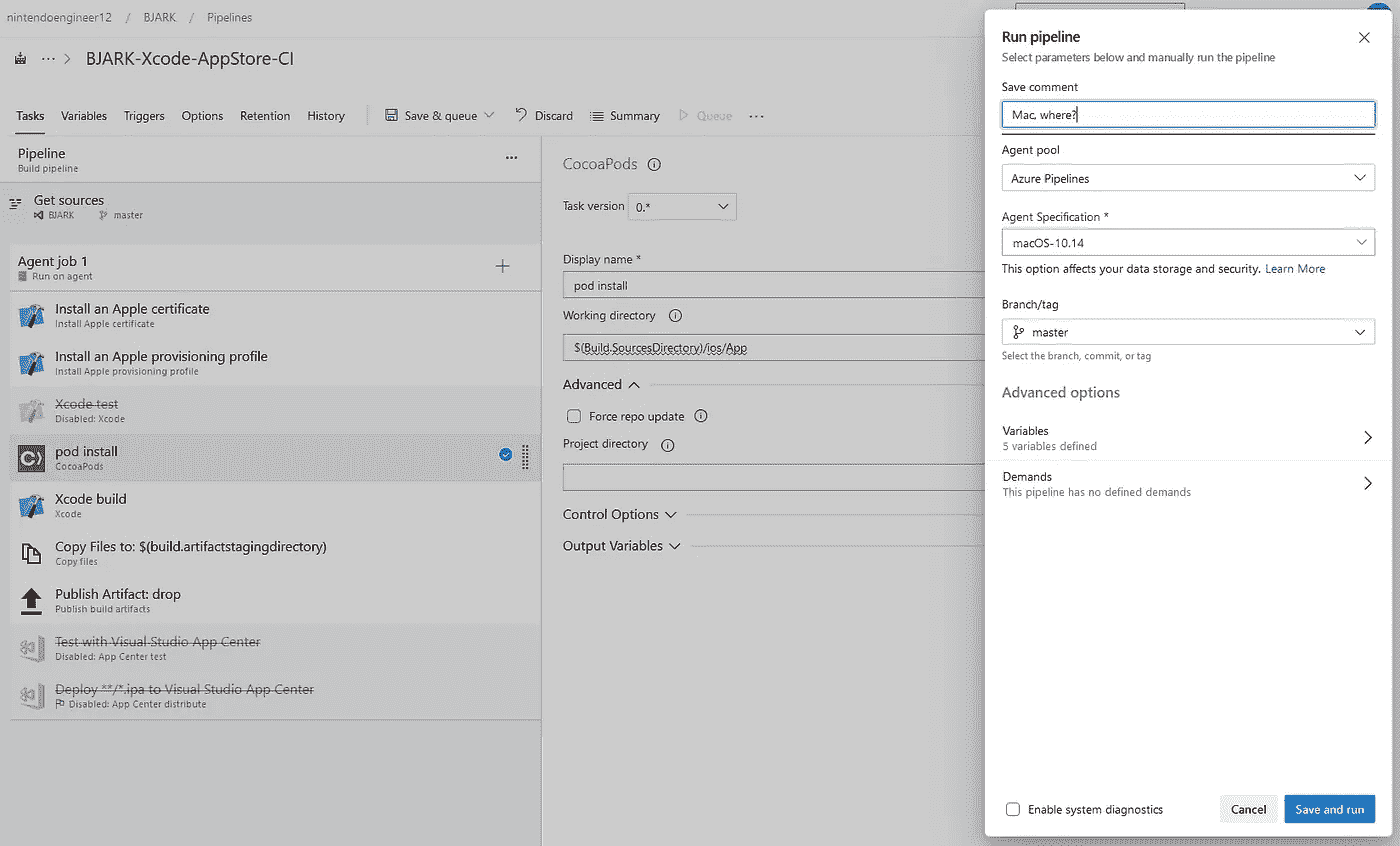 nintendoengineer12 / BJARK / Pipelines
··· > BJARK-Xcode-AppStore-CI
Tasks Variables Triggers Options Retention History Save & queue Discard Summary Queue ···
Pipeline
Build pipeline
···
Get sources
BJARK master
Agent job 1
Run on agent
+
Install an Apple certificate
Install Apple certificate
Install an Apple provisioning profile
Install Apple provisioning profile
Xcode test
Disabled: Xcode
pod install
CocoaPods
Xcode build
Xcode
Copy Files to: $(build.artifactstagingdirectory)
Copy files
Publish Artifact: drop
Publish build artifacts
Test with Visual Studio App Center
Disabled: App Center test
Deploy **/*.ipa to Visual Studio App Center
Disabled: App Center distribute
CocoaPods
Task version 0.*
Display name *
pod install
Working directory
$(Build.SourcesDirectory)/ios/App
Advanced
Force repo update
Project directory
Control Options
Output Variables
Run pipeline
Select parameters below and manually run the pipeline
Save comment
Mac, where?
Agent pool
Azure Pipelines
Agent Specification *
macOS-10.14
This option affects your data storage and security. Learn More
Branch/tag
master
Select the branch, commit, or tag
Advanced options
Variables
5 variables defined
Demands
This pipeline has no defined demands
Enable system diagnostics
Cancel
Save and run